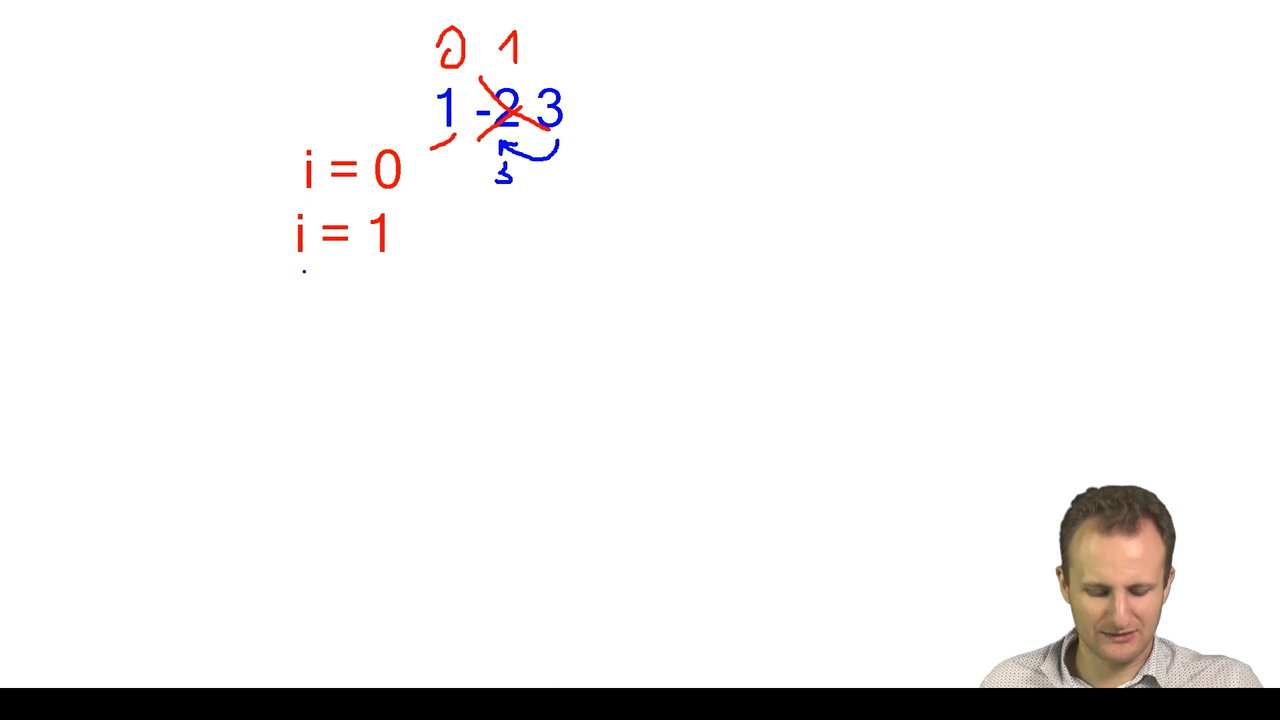 0 1
1 -2 3
3
i = 0
i = 1